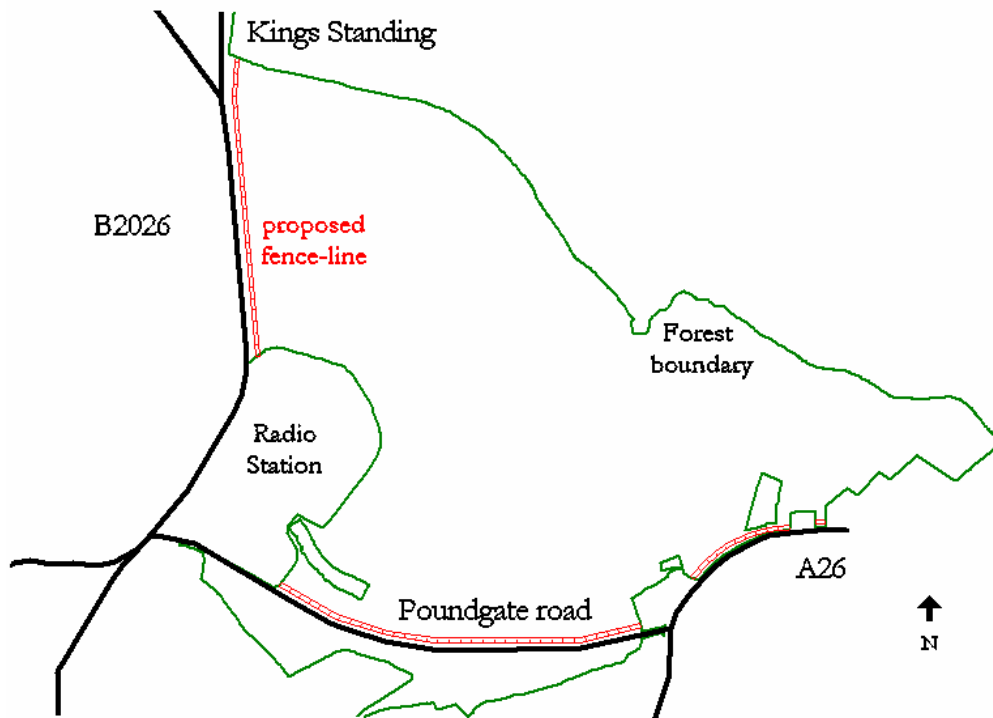 Kings Standing
B2026
proposed
fence-line
Forest
boundary
Radio
Station
A26
Poundgate road
N